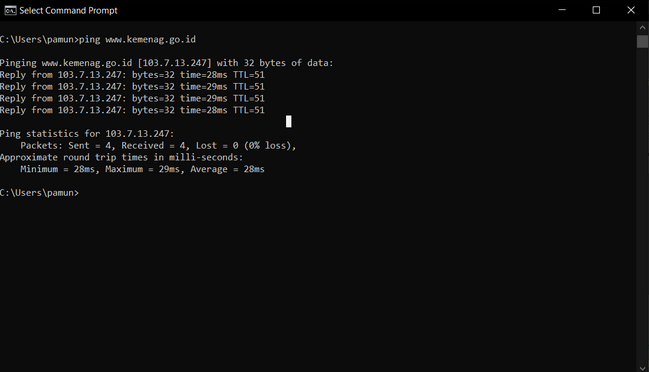 Select Command Prompt
C:\Users\pamun>ping www.kemenag.go.id
Pinging www.kemenag.go.id [103.7.13.247] with 32 bytes of data:
Reply from 103.7.13.247: bytes=32 time=28ms TTL=51
Reply from 103.7.13.247: bytes=32 time=29ms TTL=51
Reply from 103.7.13.247: bytes=32 time=29ms TTL=51
Reply from 103.7.13.247: bytes=32 time=28ms TTL=51
Ping statistics for 103.7.13.247:
    Packets: Sent = 4, Received = 4, Lost = 0 (0% loss),
Approximate round trip times in milli-seconds:
    Minimum = 28ms, Maximum = 29ms, Average = 28ms
C:\Users\pamun>